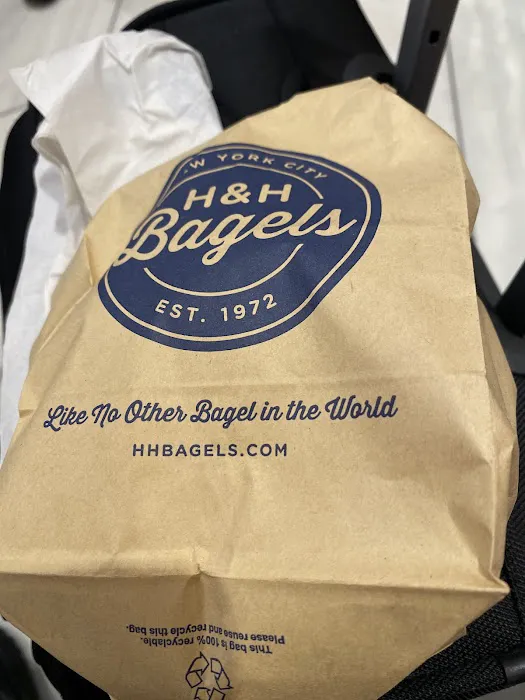 W YORK CITY
H&H
Bagels
EST. 1972
Like No Other Bagel in the World
HHBAGELS.COM
This bag is 100% recyclable.
Please reuse and recycle this bag.